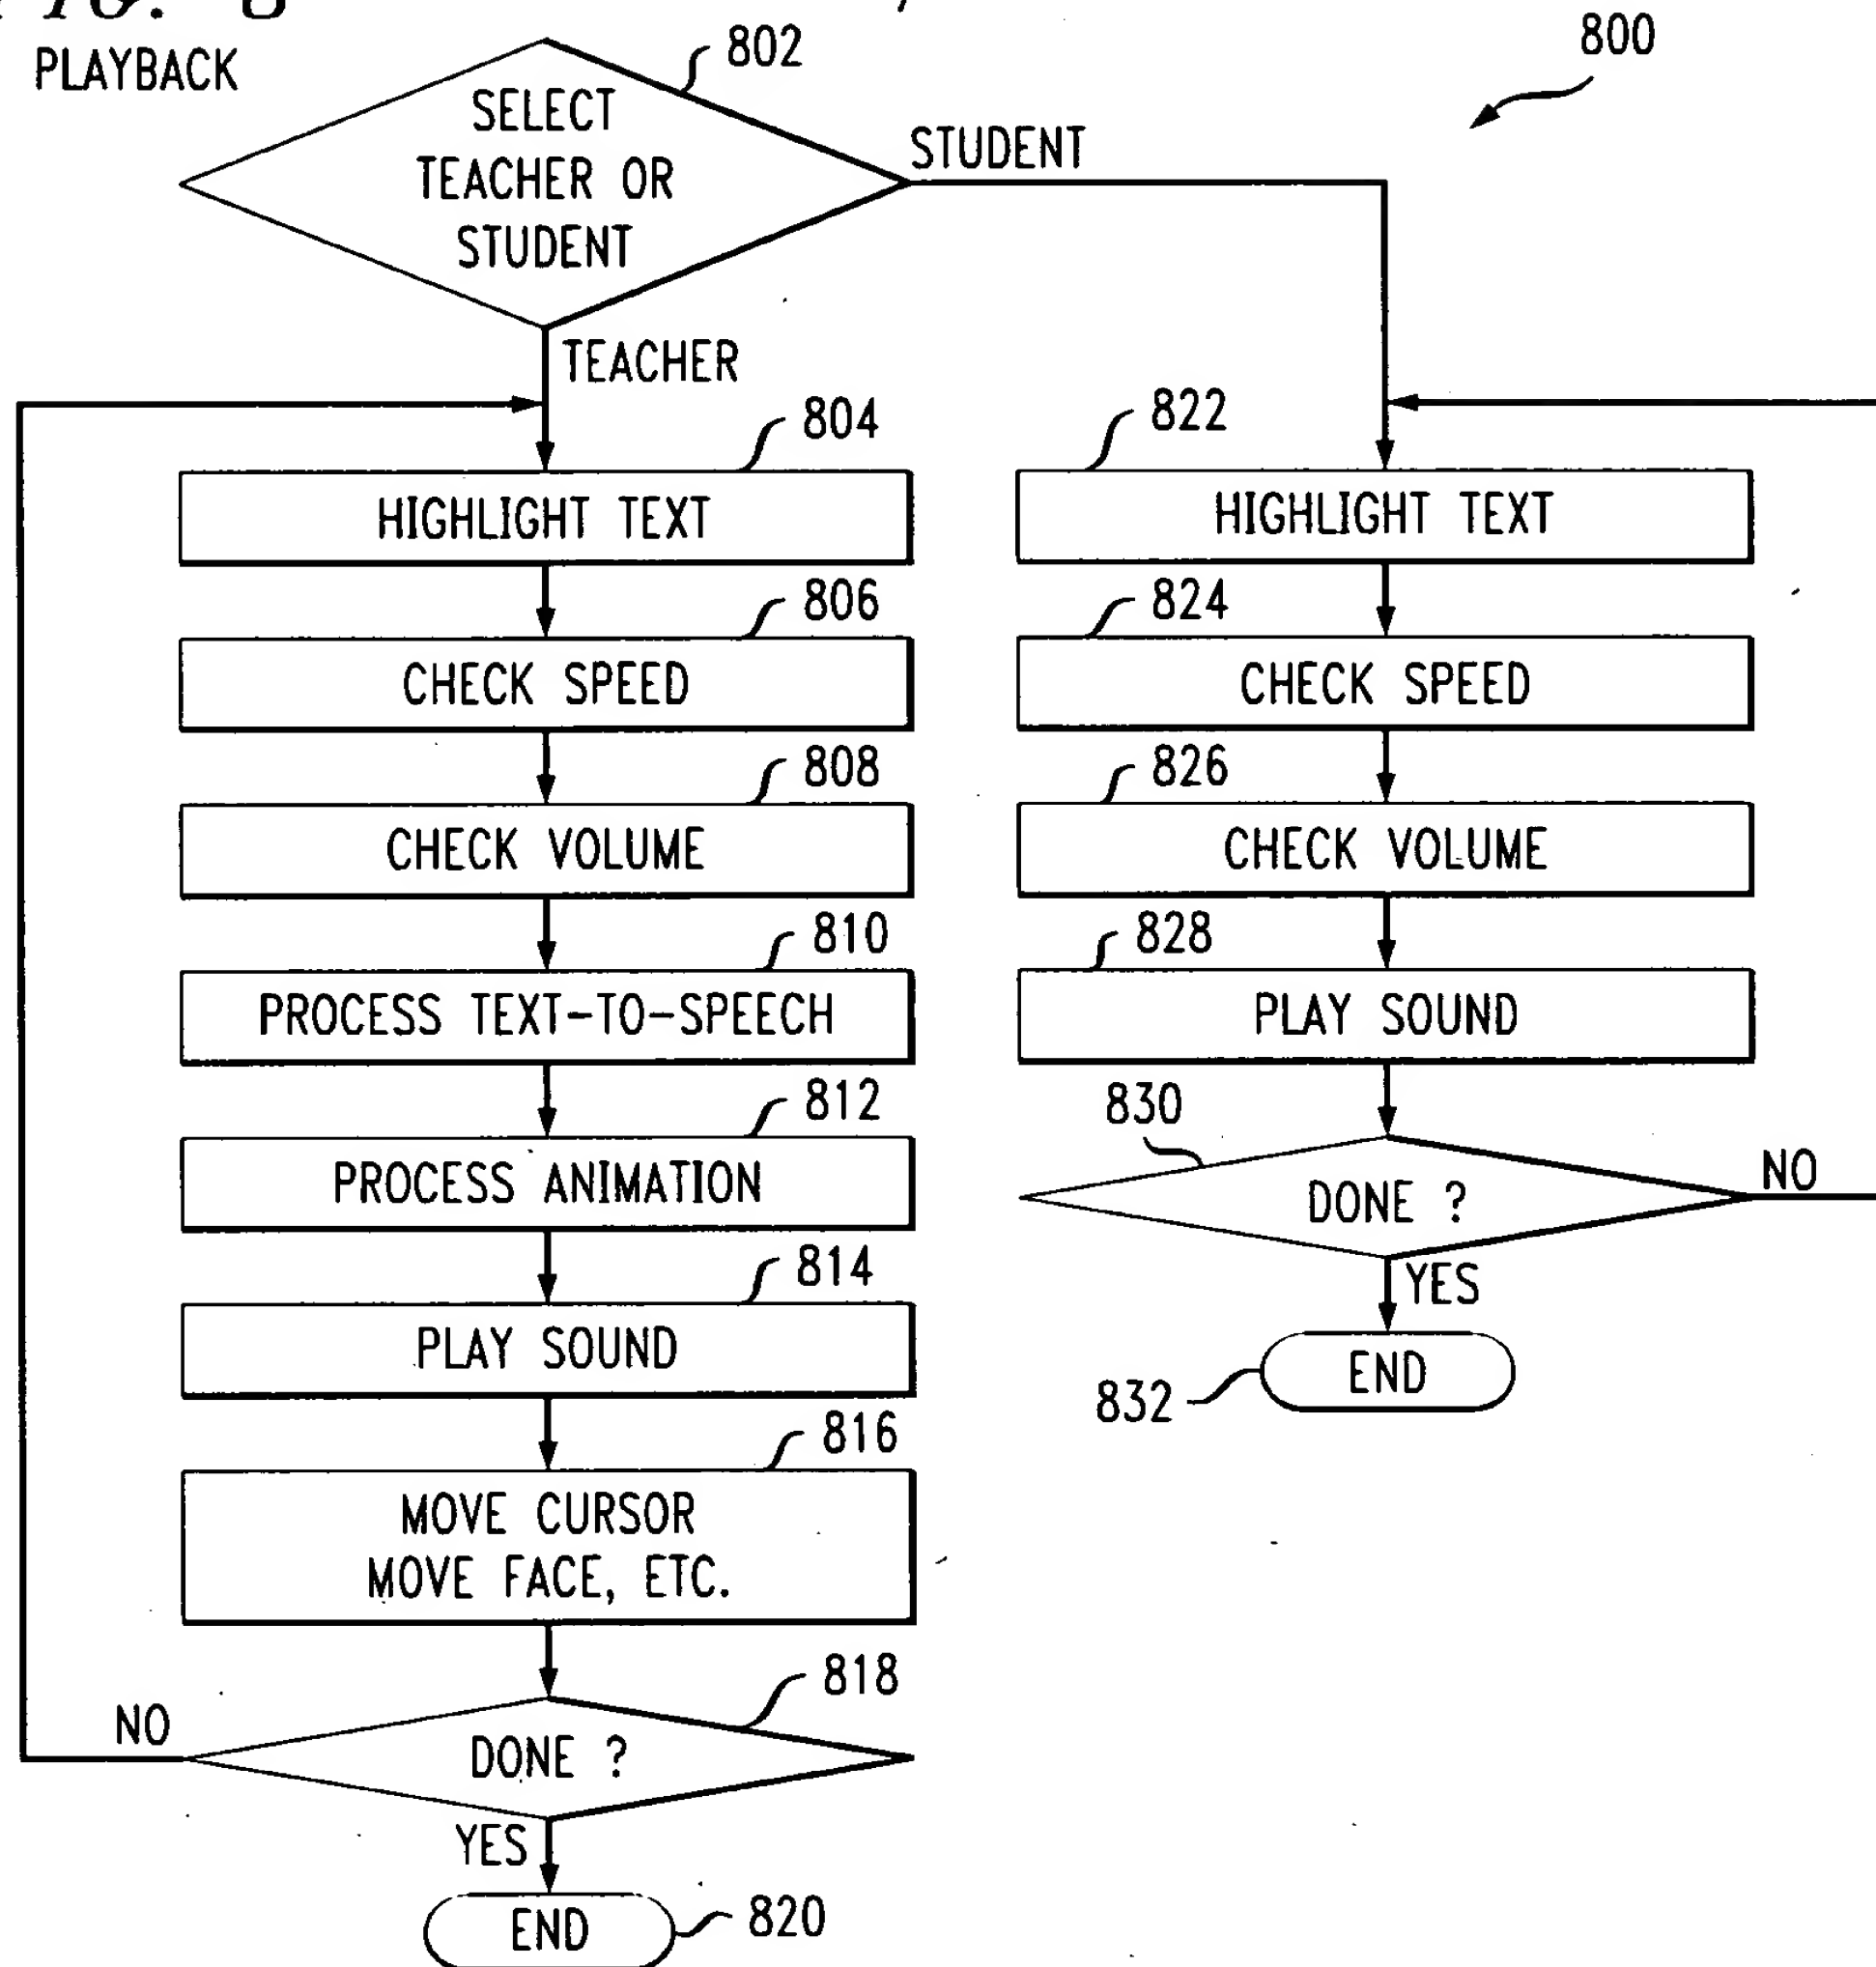 FIG. 8
PLAYBACK
800
802
SELECT
TEACHER OR
STUDENT
STUDENT
TEACHER
804
HIGHLIGHT TEXT
806
CHECK SPEED
808
CHECK VOLUME
810
PROCESS TEXT-TO-SPEECH
812
PROCESS ANIMATION
814
PLAY SOUND
816
MOVE CURSOR
MOVE FACE, ETC.
818
DONE ?
NO
YES
END
820
822
HIGHLIGHT TEXT
824
CHECK SPEED
826
CHECK VOLUME
828
PLAY SOUND
830
DONE ?
NO
YES
END
832